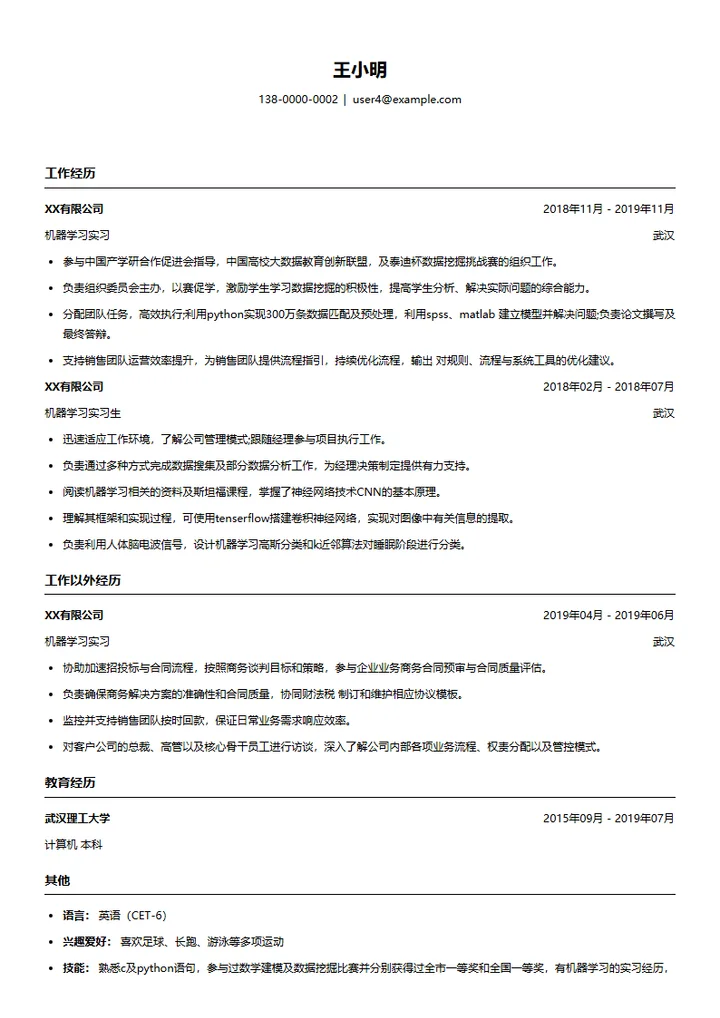 王小明
138-0000-0002 | user4@example.com
工作经历
XX有限公司 2018年11月 - 2019年11月
机器学习实习 武汉
• 参与中国产学研合作促进会指导，中国高校大数据教育创新联盟，及泰迪杯数据挖掘挑战赛的组织工作。
• 负责组织委员会主办，以赛促学，激励学生学习数据挖掘的积极性，提高学生分析、解决实际问题的综合能力。
• 分配团队任务，高效执行;利用python实现300万条数据匹配及预处理，利用spss、matlab 建立模型并解决问题;负责论文撰写及
最终答辩。
• 支持销售团队运营效率提升，为销售团队提供流程指引，持续优化流程，输出 对规则、流程与系统工具的优化建议。
XX有限公司 2018年02月 - 2018年07月
机器学习实习生 武汉
• 迅速适应工作环境，了解公司管理模式;跟随经理参与项目执行工作。
• 负责通过多种方式完成数据搜集及部分数据分析工作，为经理决策制定提供有力支持。
• 阅读机器学习相关的资料及斯坦福课程，掌握了神经网络技术CNN的基本原理。
• 理解其框架和实现过程，可使用tenserflow搭建卷积神经网络，实现对图像中有关信息的提取。
• 负责利用人体脑电波信号，设计机器学习高斯分类和k近邻算法对睡眠阶段进行分类。
工作以外经历
XX有限公司 2019年04月 - 2019年06月
机器学习实习 武汉
• 协助加速招投标与合同流程，按照商务谈判目标和策略，参与企业业务商务合同预审与合同质量评估。
• 负责确保商务解决方案的准确性和合同质量，协同财法税 制订和维护相应协议模板。
• 监控并支持销售团队按时回款，保证日常业务需求响应效率。
• 对客户公司的总裁、高管以及核心骨干员工进行访谈，深入了解公司内部各项业务流程、权责分配以及管控模式。
教育经历
武汉理工大学 2015年09月 - 2019年07月
计算机 本科
其他
• 语言： 英语（CET-6）
• 兴趣爱好： 喜欢足球、长跑、游泳等多项运动
• 技能： 熟悉c及python语句，参与过数学建模及数据挖掘比赛并分别获得过全市一等奖和全国一等奖，有机器学习的实习经历，